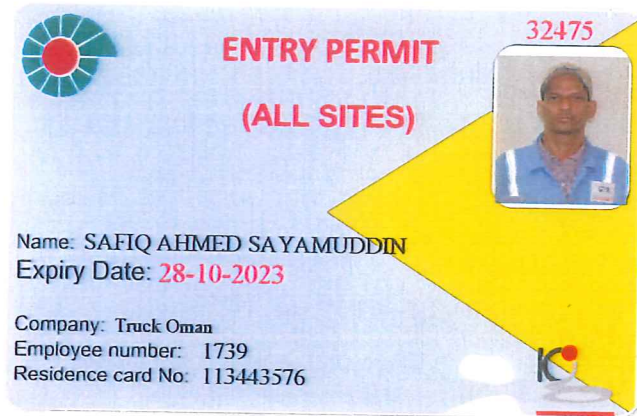 32475
ENTRY PERMIT
(ALL SITES)
Name: SAFIQ AHMED SAYAMUDDIN
Expiry Date: 28-10-2023
Company: Truck Oman
Employee number: 1739
Residence card No: 113443576